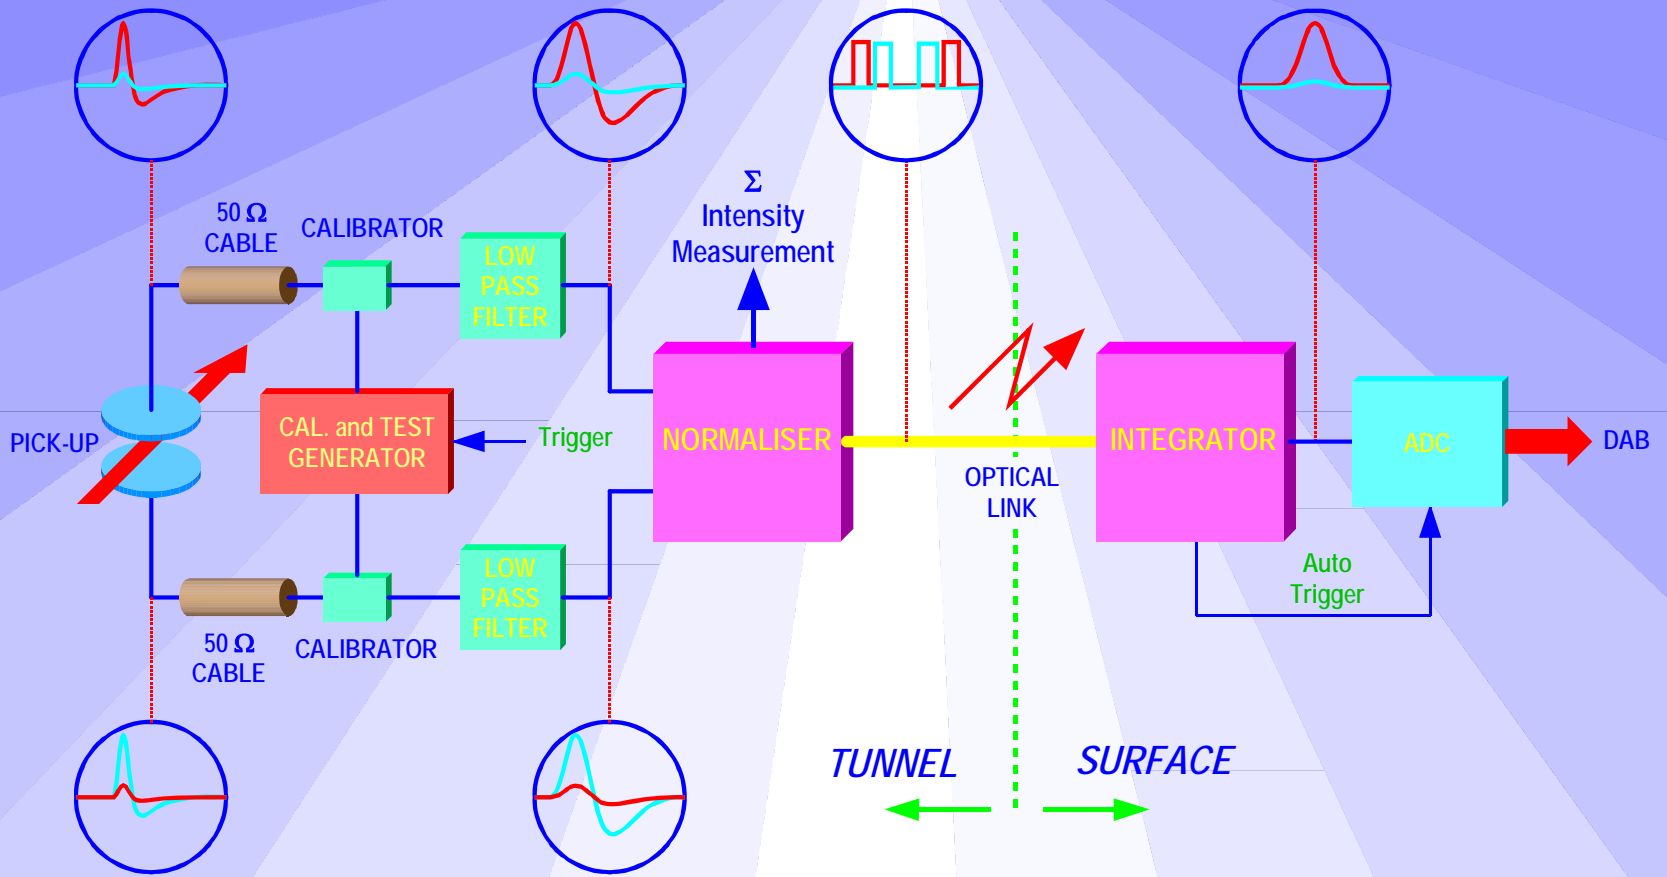 50 Ω
CABLE
CALIBRATOR
LOW
PASS
FILTER
Σ
Intensity
Measurement
PICK-UP
CAL. and TEST
GENERATOR
Trigger
NORMALISER
OPTICAL
LINK
INTEGRATOR
ADC
DAB
Auto
Trigger
50 Ω
CABLE
CALIBRATOR
LOW
PASS
FILTER
TUNNEL
SURFACE